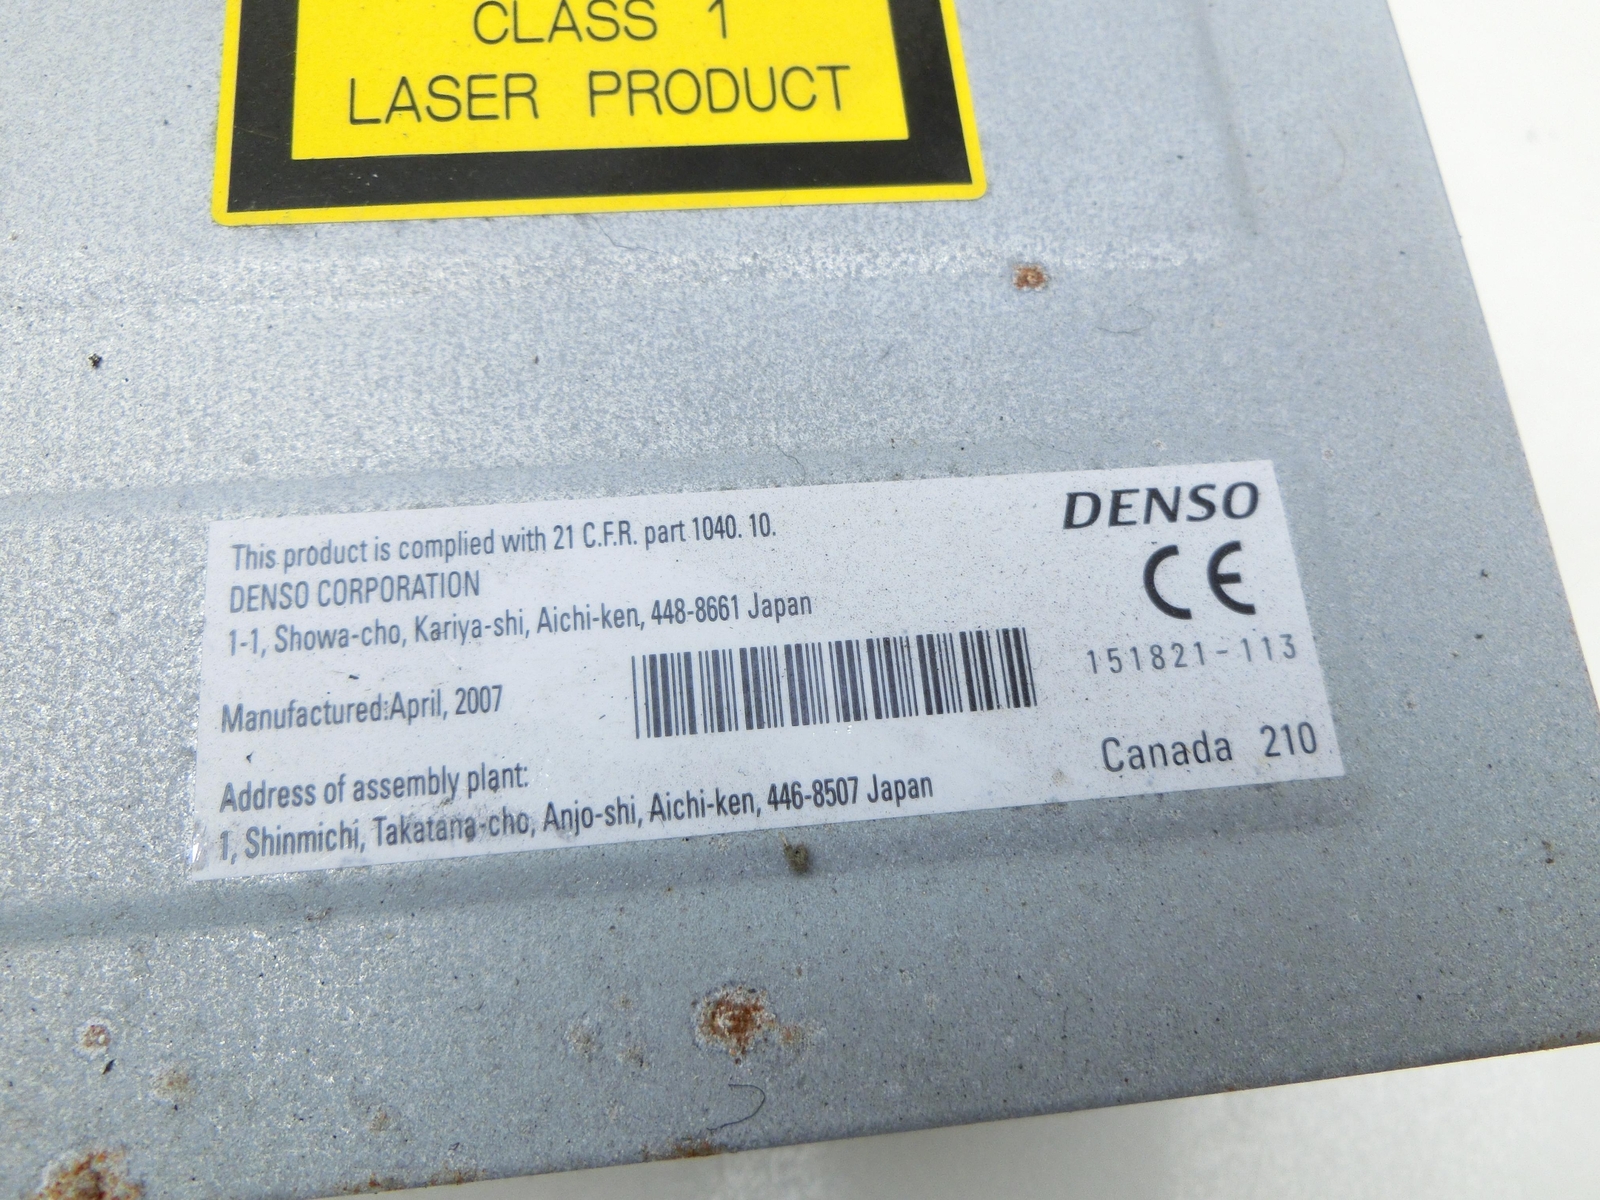 CLASS 1
LASER PRODUCT
This product is complied with 21 C.F.R. part 1040. 10.
DENSO CORPORATION
1-1, Showa-cho, Kariya-shi, Aichi-ken, 448-8661 Japan
Manufactured:April, 2007
Address of assembly plant:
1, Shinmichi, Takatana-cho, Anjo-shi, Aichi-ken, 446-8507 Japan
DENSO
CE
151821-113
Canada 210